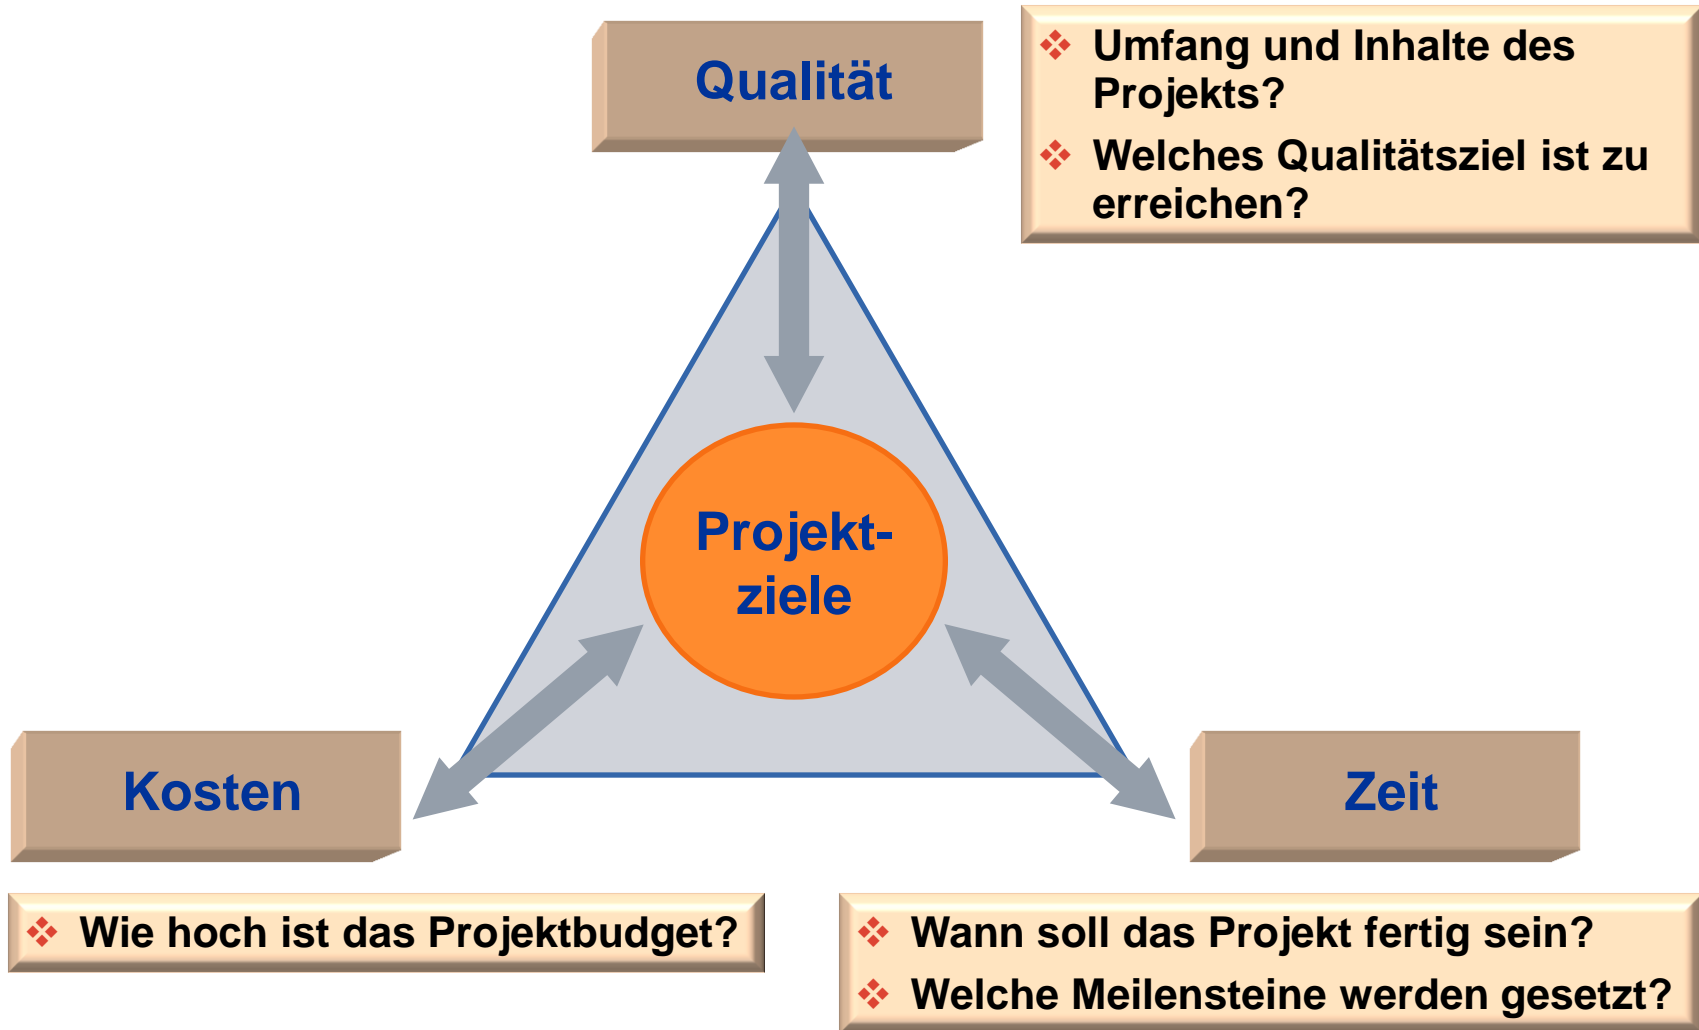 Qualität
Umfang und Inhalte des
Projekts?
Welches Qualitätsziel ist zu
erreichen?
Projekt-
ziele
Kosten
Zeit
Wie hoch ist das Projektbudget?
Wann soll das Projekt fertig sein?
Welche Meilensteine werden gesetzt?